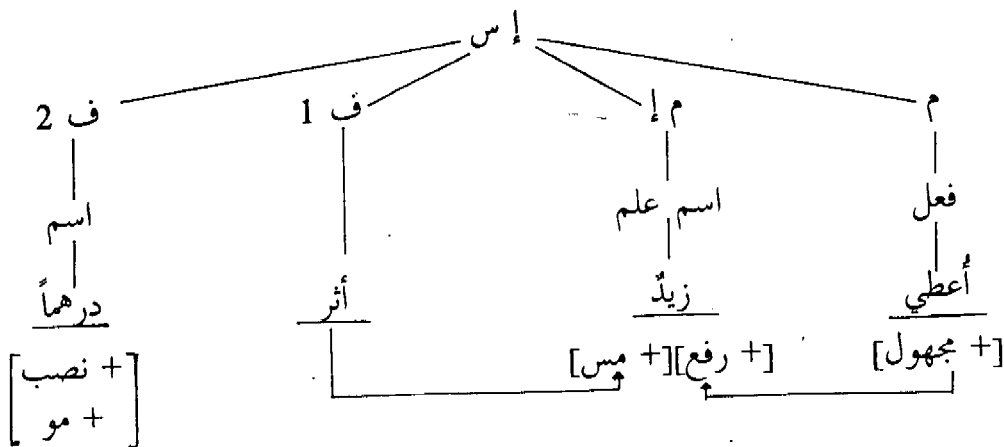 إ س
م م إ ف 1 ف 2
فعل اسم علم اسم
أُعطي زيدٌ أثر درهماً
[+ مجهول] [+ رفع] [+ مس] [+ نصب
+ مو]